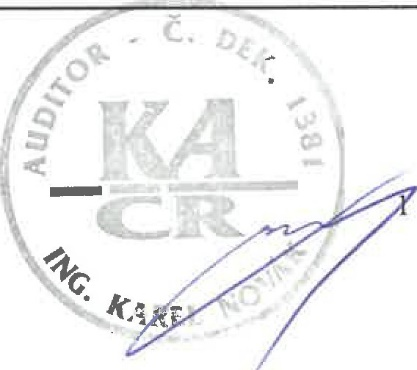 AUDITOR - Č. DEK. 1381
KA
CR
ING. KAREL NOVÁK